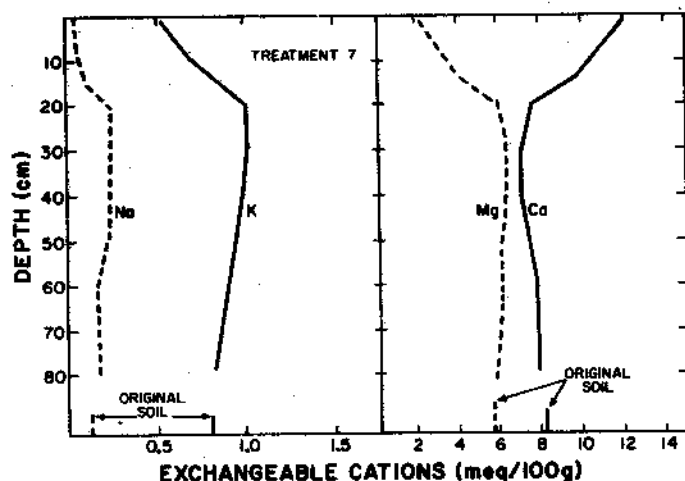 TREATMENT 7
10
20
30
40
50
60
70
80
DEPTH (cm)
Na
K
Mg
Ca
ORIGINAL
SOIL
ORIGINAL
SOIL
0.5
1.0
1.5
2
4
6
8
10
12
14
EXCHANGEABLE CATIONS (meq/100g)